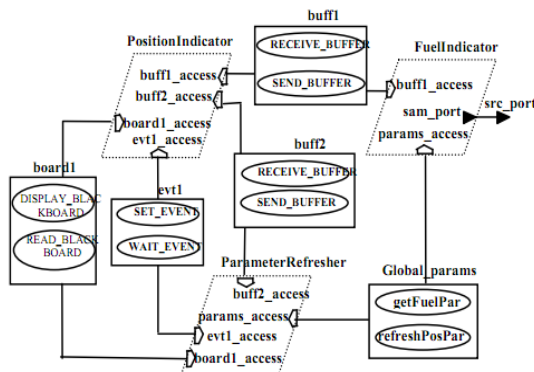 buff1
PositionIndicator
RECEIVE_BUFFER
SEND_BUFFER
FuelIndicator
buff1_access
buff2_access
board1_access
evt1_access
buff1_access
sam_port
src_port
params_access
board1
DISPLAY_BLAC
KBOARD
READ_BLACK
BOARD
evt1
SET_EVENT
WAIT_EVENT
buff2
RECEIVE_BUFFER
SEND_BUFFER
ParameterRefresher
buff2_access
params_access
evt1_access
board1_access
Global_params
getFuelPar
refreshPosPar